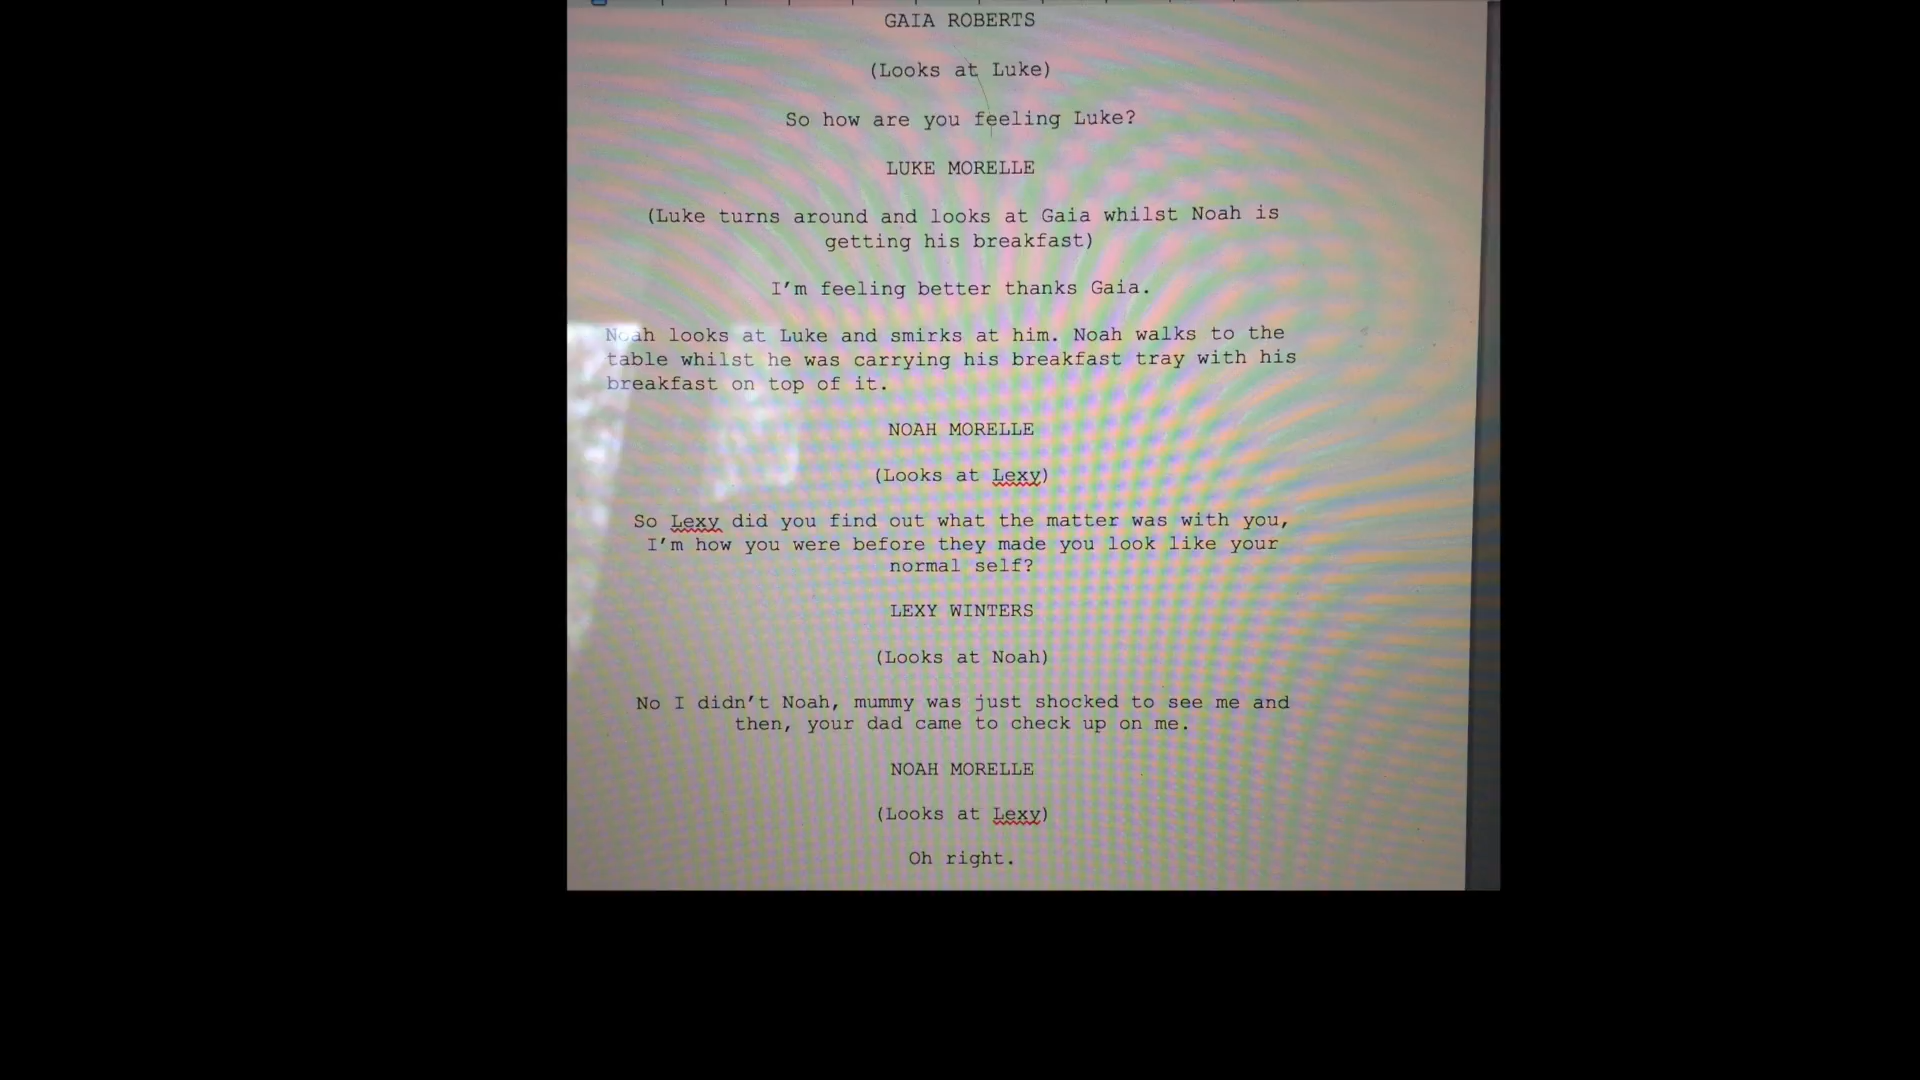 GAIA ROBERTS
(Looks at Luke)
So how are you feeling Luke?
LUKE MORELLE
(Luke turns around and looks at Gaia whilst Noah is
getting his breakfast)
I'm feeling better thanks Gaia.
Noah looks at Luke and smirks at him. Noah walks to the
table whilst he was carrying his breakfast tray with his
breakfast on top of it.
NOAH MORELLE
(Looks at Lexy)
So Lexy did you find out what the matter was with you,
I'm how you were before they made you look like your
normal self?
LEXY WINTERS
(Looks at Noah)
No I didn't Noah, mummy was just shocked to see me and
then, your dad came to check up on me.
NOAH MORELLE
(Looks at Lexy)
Oh right.